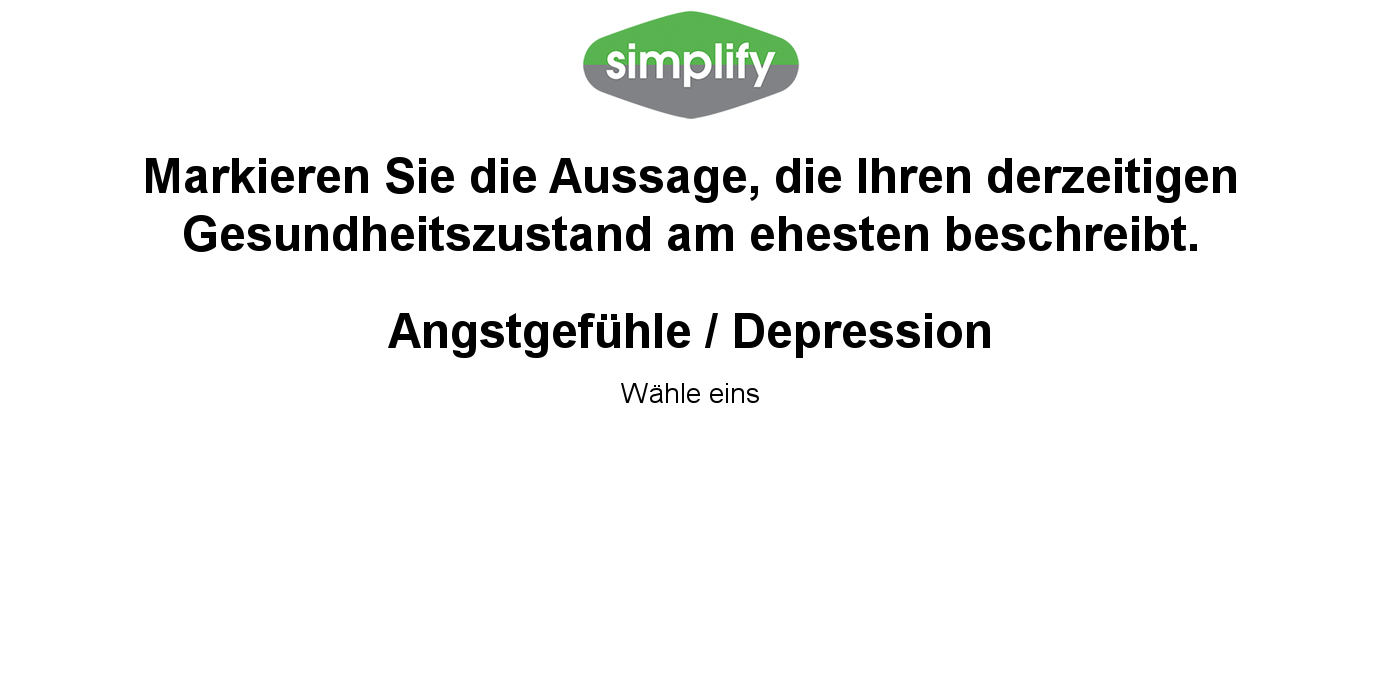 simplify
Markieren Sie die Aussage, die Ihren derzeitigen
Gesundheitszustand am ehesten beschreibt.
Angstgefühle / Depression
Wähle eins